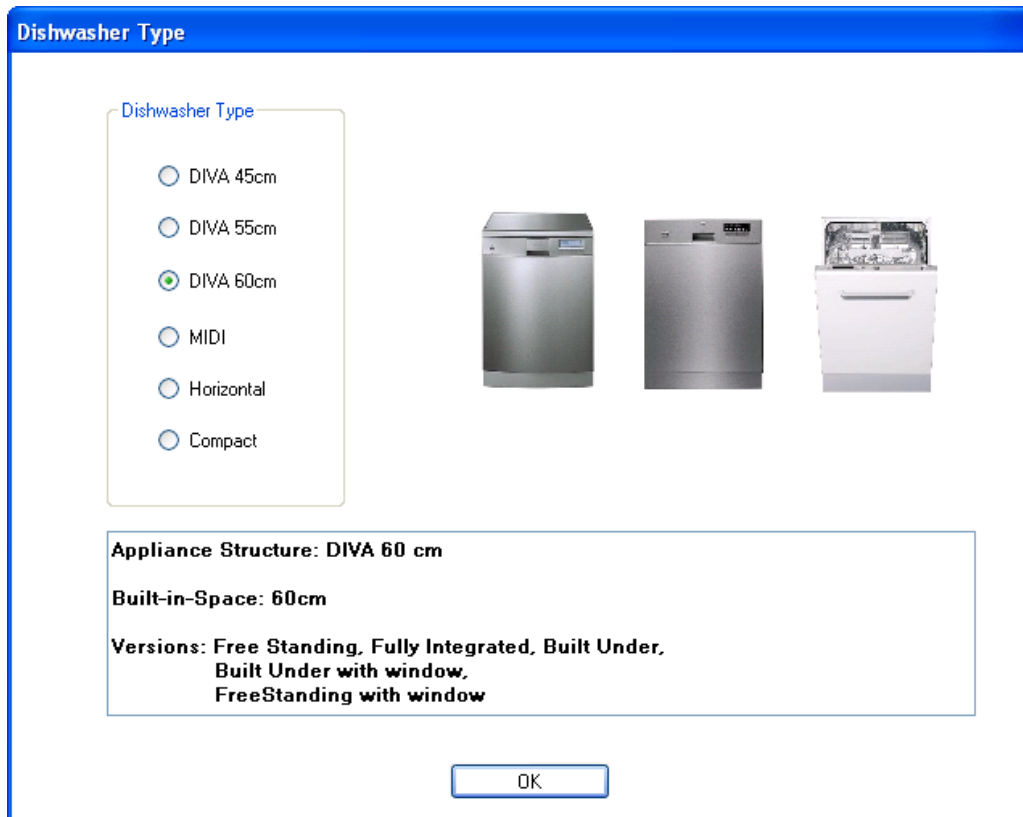 Dishwasher Type
Dishwasher Type
DIVA 45cm
DIVA 55cm
DIVA 60cm
MIDI
Horizontal
Compact
Appliance Structure: DIVA 60 cm
Built-in-Space: 60cm
Versions: Free Standing, Fully Integrated, Built Under,
Built Under with window,
FreeStanding with window
OK